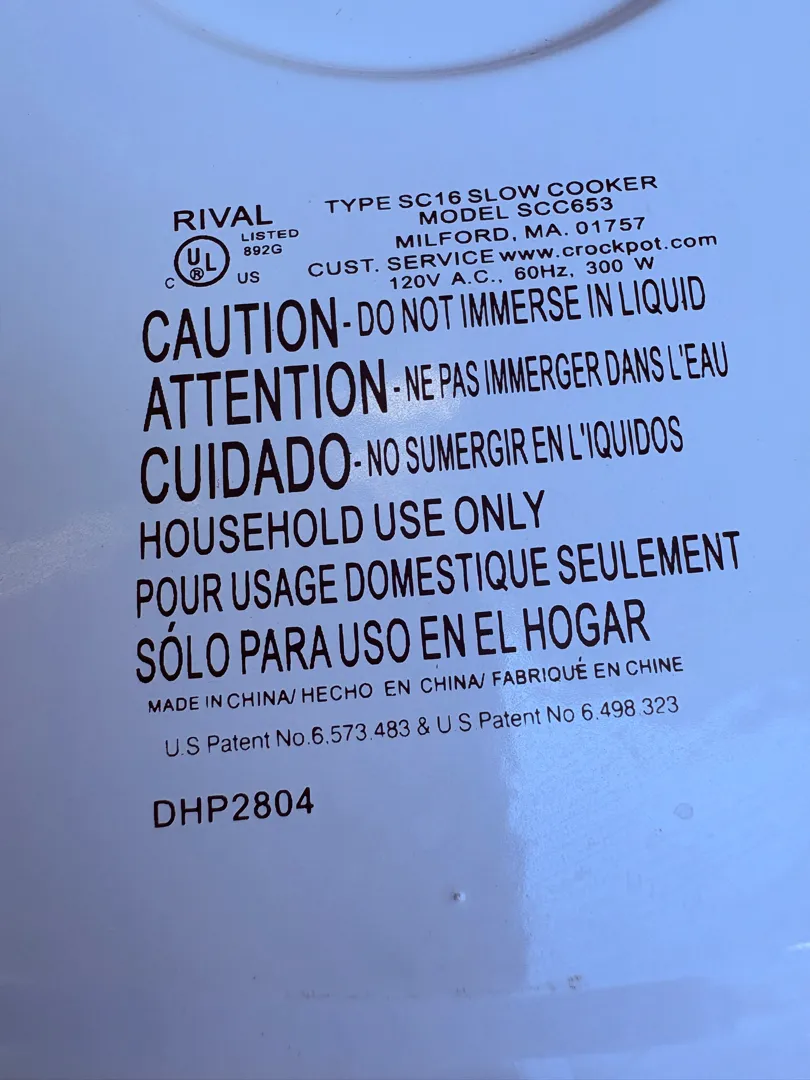 RIVAL
C UL ® US
LISTED
892G
TYPE SC16 SLOW COOKER
MODEL SCC653
MILFORD, MA. 01757
CUST. SERVICE www.crockpot.com
120V A.C., 60Hz, 300 W
CAUTION-DO NOT IMMERSE IN LIQUID
ATTENTION-NE PAS IMMERGER DANS L'EAU
CUIDADO-NO SUMERGIR EN L'IQUIDOS
HOUSEHOLD USE ONLY
POUR USAGE DOMESTIQUE SEULEMENT
SÓLO PARA USO EN EL HOGAR
MADE IN CHINA/ HECHO EN CHINA/ FABRIQUÉ EN CHINE
U.S Patent No.6.573.483 & U S Patent No 6.498.323
DHP2804